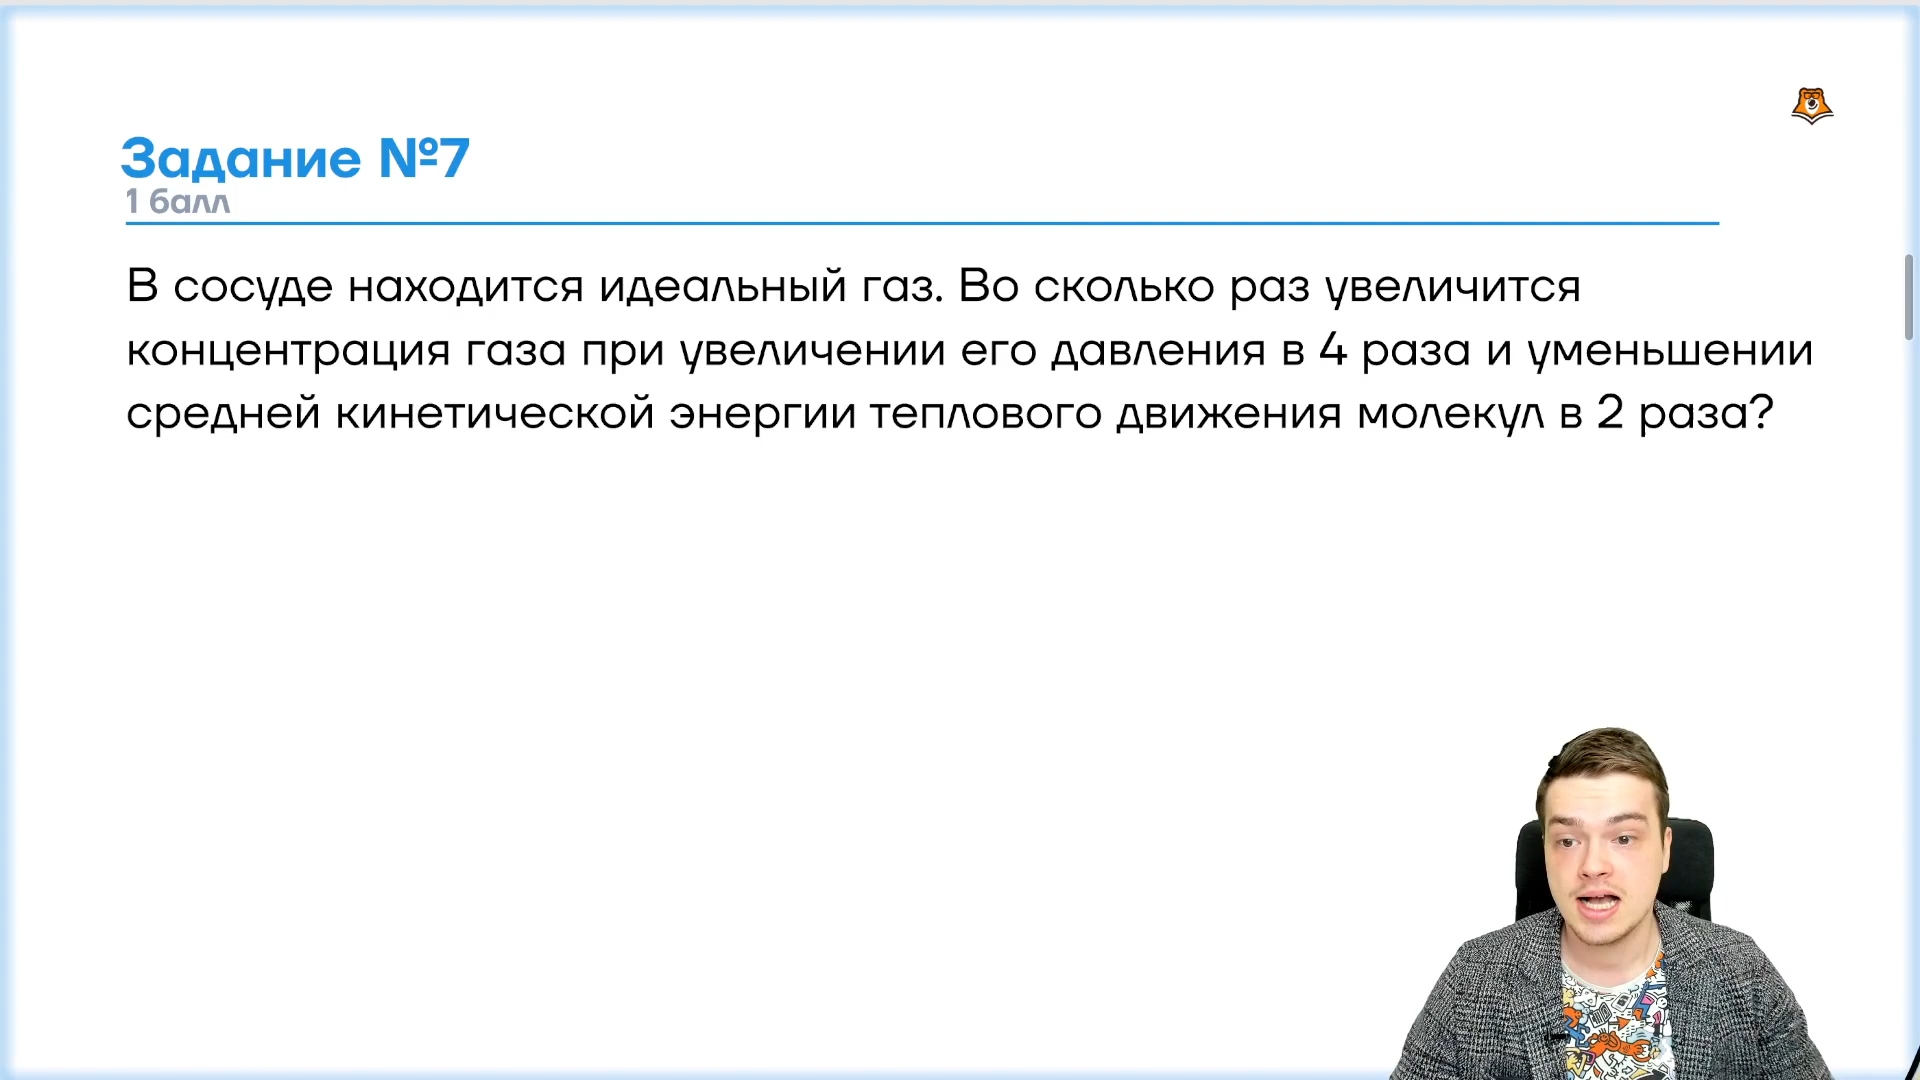 Задание №7
1 балл
В сосуде находится идеальный газ. Во сколько раз увеличится
концентрация газа при увеличении его давления в 4 раза и уменьшении
средней кинетической энергии теплового движения молекул в 2 раза?